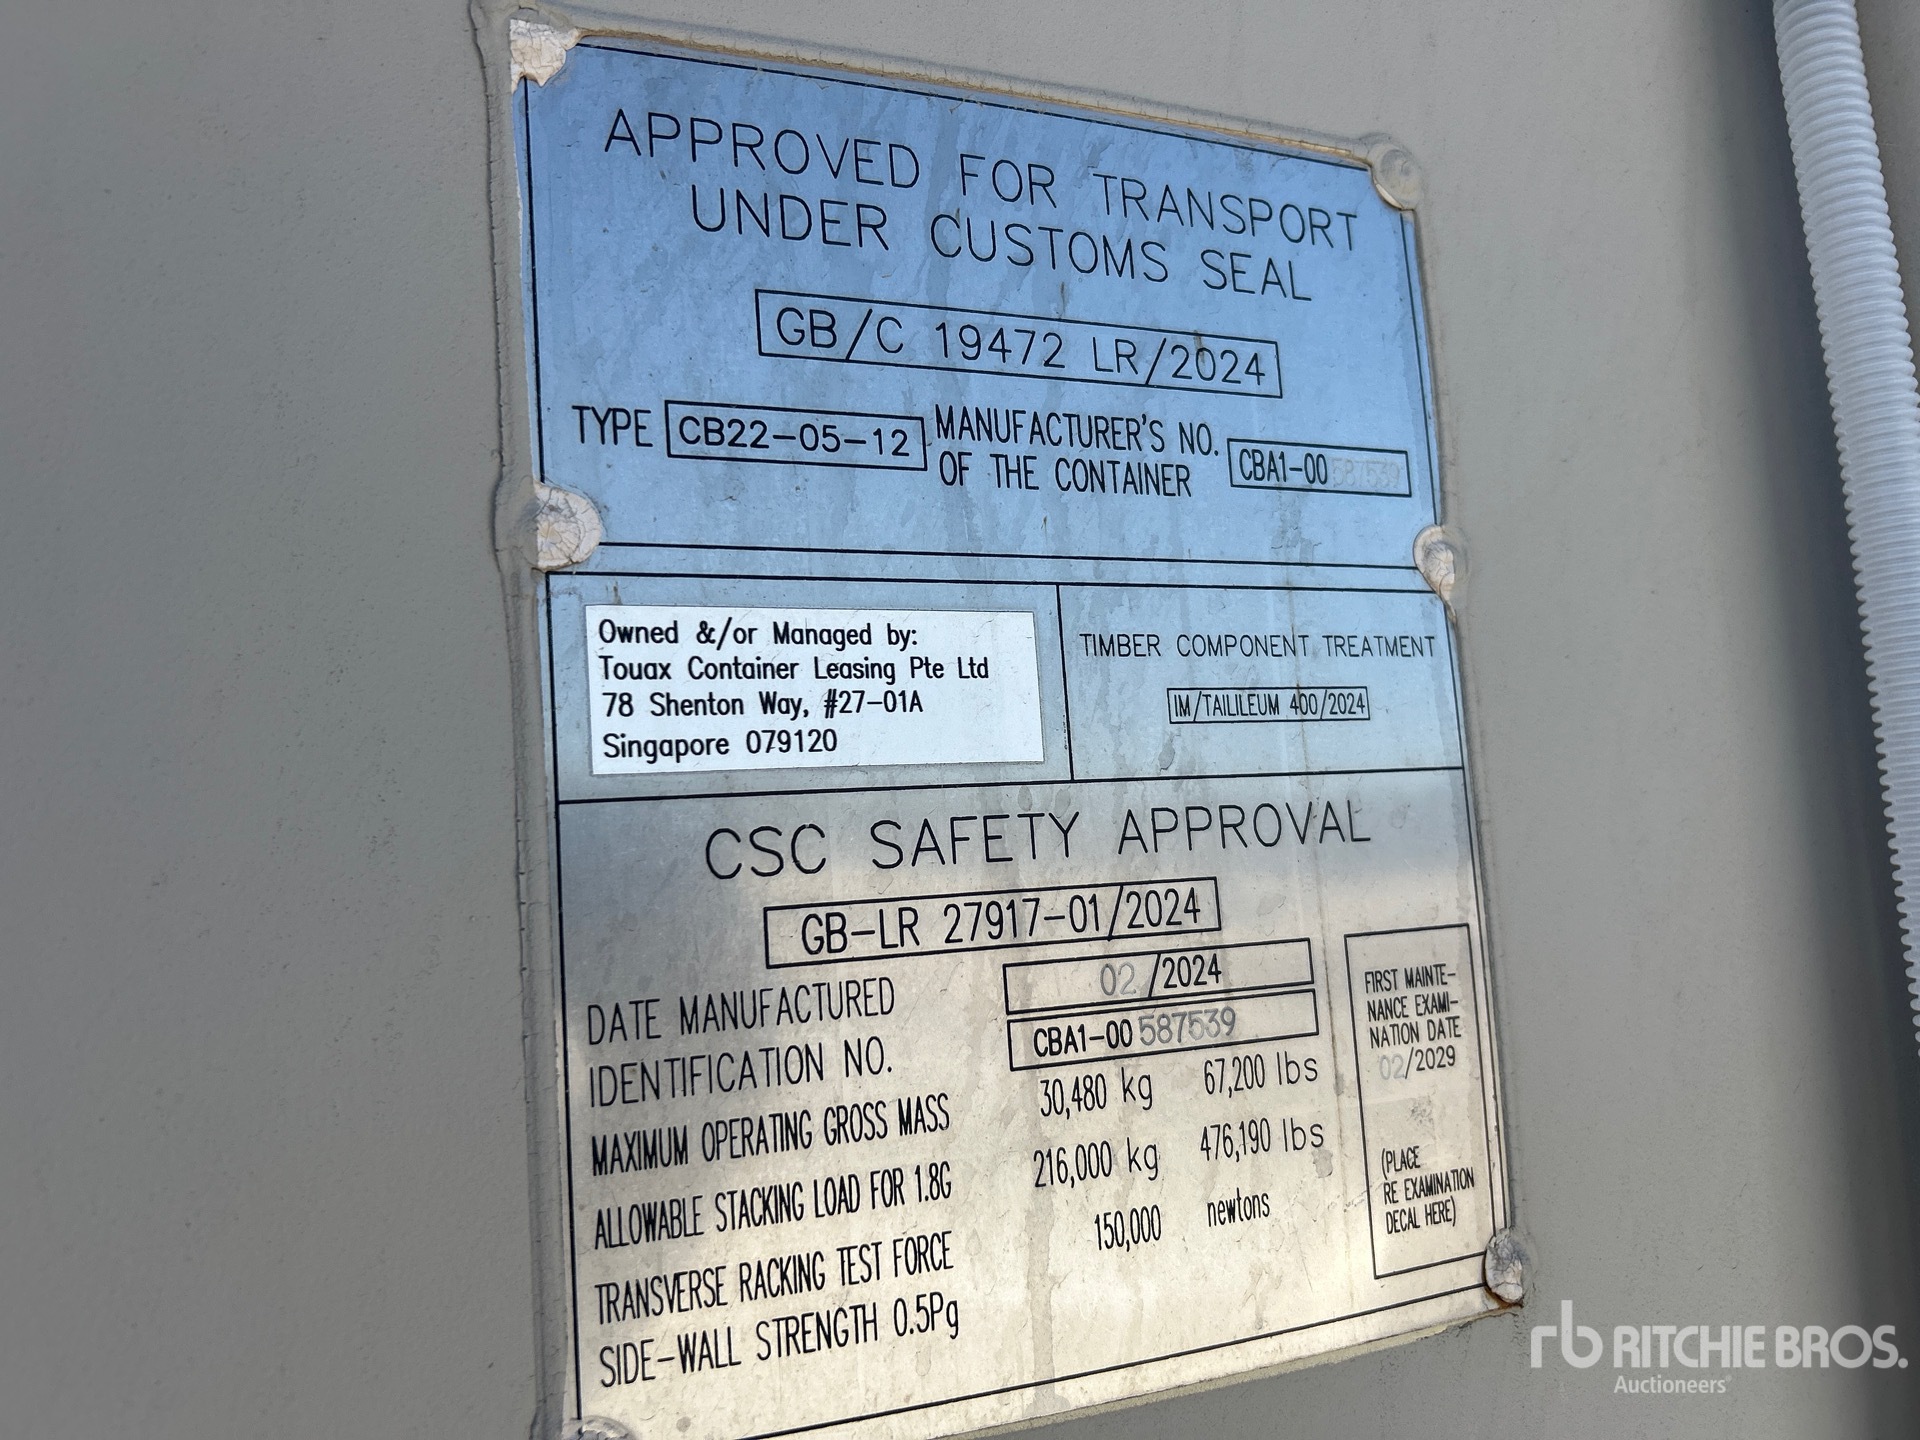 APPROVED FOR TRANSPORT
UNDER CUSTOMS SEAL
GB/C 19472 LR/2024
TYPE CB22-05-12 MANUFACTURER'S NO. OF THE CONTAINER CBA1-00 587539
Owned &/or Managed by:
Touax Container Leasing Pte Ltd
78 Shenton Way, #27-01A
Singapore 079120
TIMBER COMPONENT TREATMENT
IM/TAILILEUM 400/2024
CSC SAFETY APPROVAL
GB-LR 27917-01/2024
DATE MANUFACTURED 02/2024
IDENTIFICATION NO. CBA1-00 587539
MAXIMUM OPERATING GROSS MASS 30,480 kg 67,200 lbs
ALLOWABLE STACKING LOAD FOR 1.8G 216,000 kg 476,190 lbs
TRANSVERSE RACKING TEST FORCE 150,000 newtons
SIDE-WALL STRENGTH 0.5Pg
FIRST MAINTE-
NANCE EXAMI-
NATION DATE
02/2029
(PLACE
RE EXAMINATION
DECAL HERE)
rb RITCHIE BROS.
Auctioneers